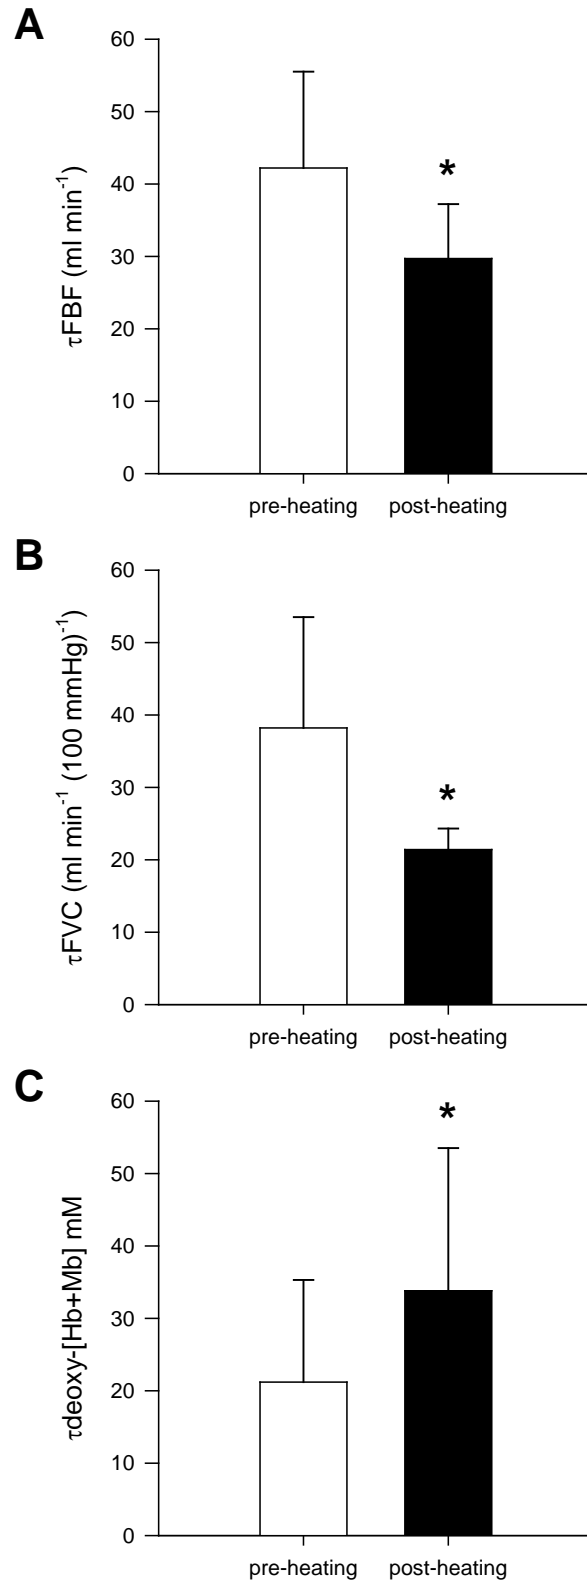 A
60
50
40
30
20
10
0
τFBF (ml min⁻¹)
*
pre-heating post-heating
B
60
50
40
30
20
10
0
τFVC (ml min⁻¹ (100 mmHg)⁻¹)
*
pre-heating post-heating
C
60
50
40
30
20
10
0
τdeoxy-[Hb+Mb] mM
*
pre-heating post-heating